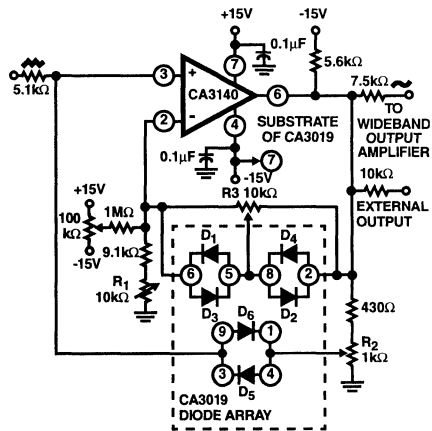 +15V
-15V
0.1µF
5.6kΩ
7
5.1kΩ
3
+
CA3140
6
7.5kΩ
2
-
4
SUBSTRATE
OF CA3019
TO
WIDEBAND
OUTPUT
AMPLIFIER
0.1µF
7
-15V
10kΩ
EXTERNAL
OUTPUT
R3 10kΩ
+15V
1MΩ
100
kΩ
-15V
9.1kΩ
R1
10kΩ
D1
D4
6
5
8
2
D3
D2
D6
9
1
3
4
D5
430Ω
R2
1kΩ
CA3019
DIODE ARRAY